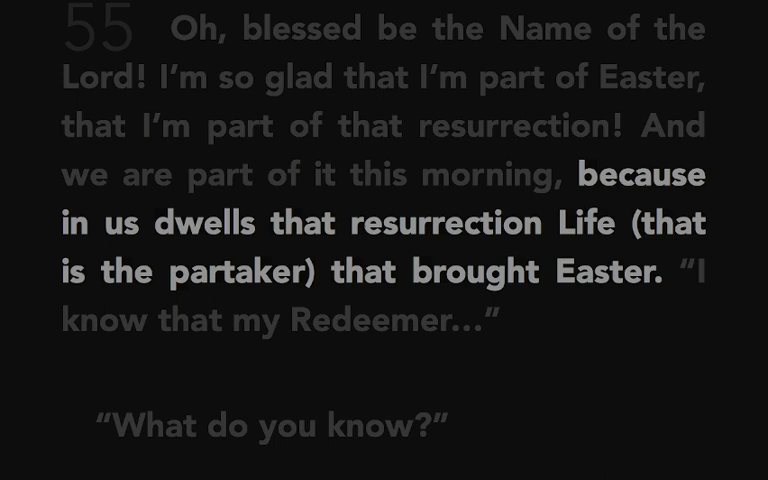 55 Oh, blessed be the Name of the
Lord! I’m so glad that I’m part of Easter,
that I’m part of that resurrection! And
we are part of it this morning, because
in us dwells that resurrection Life (that
is the partaker) that brought Easter. “I
know that my Redeemer…”
“What do you know?”